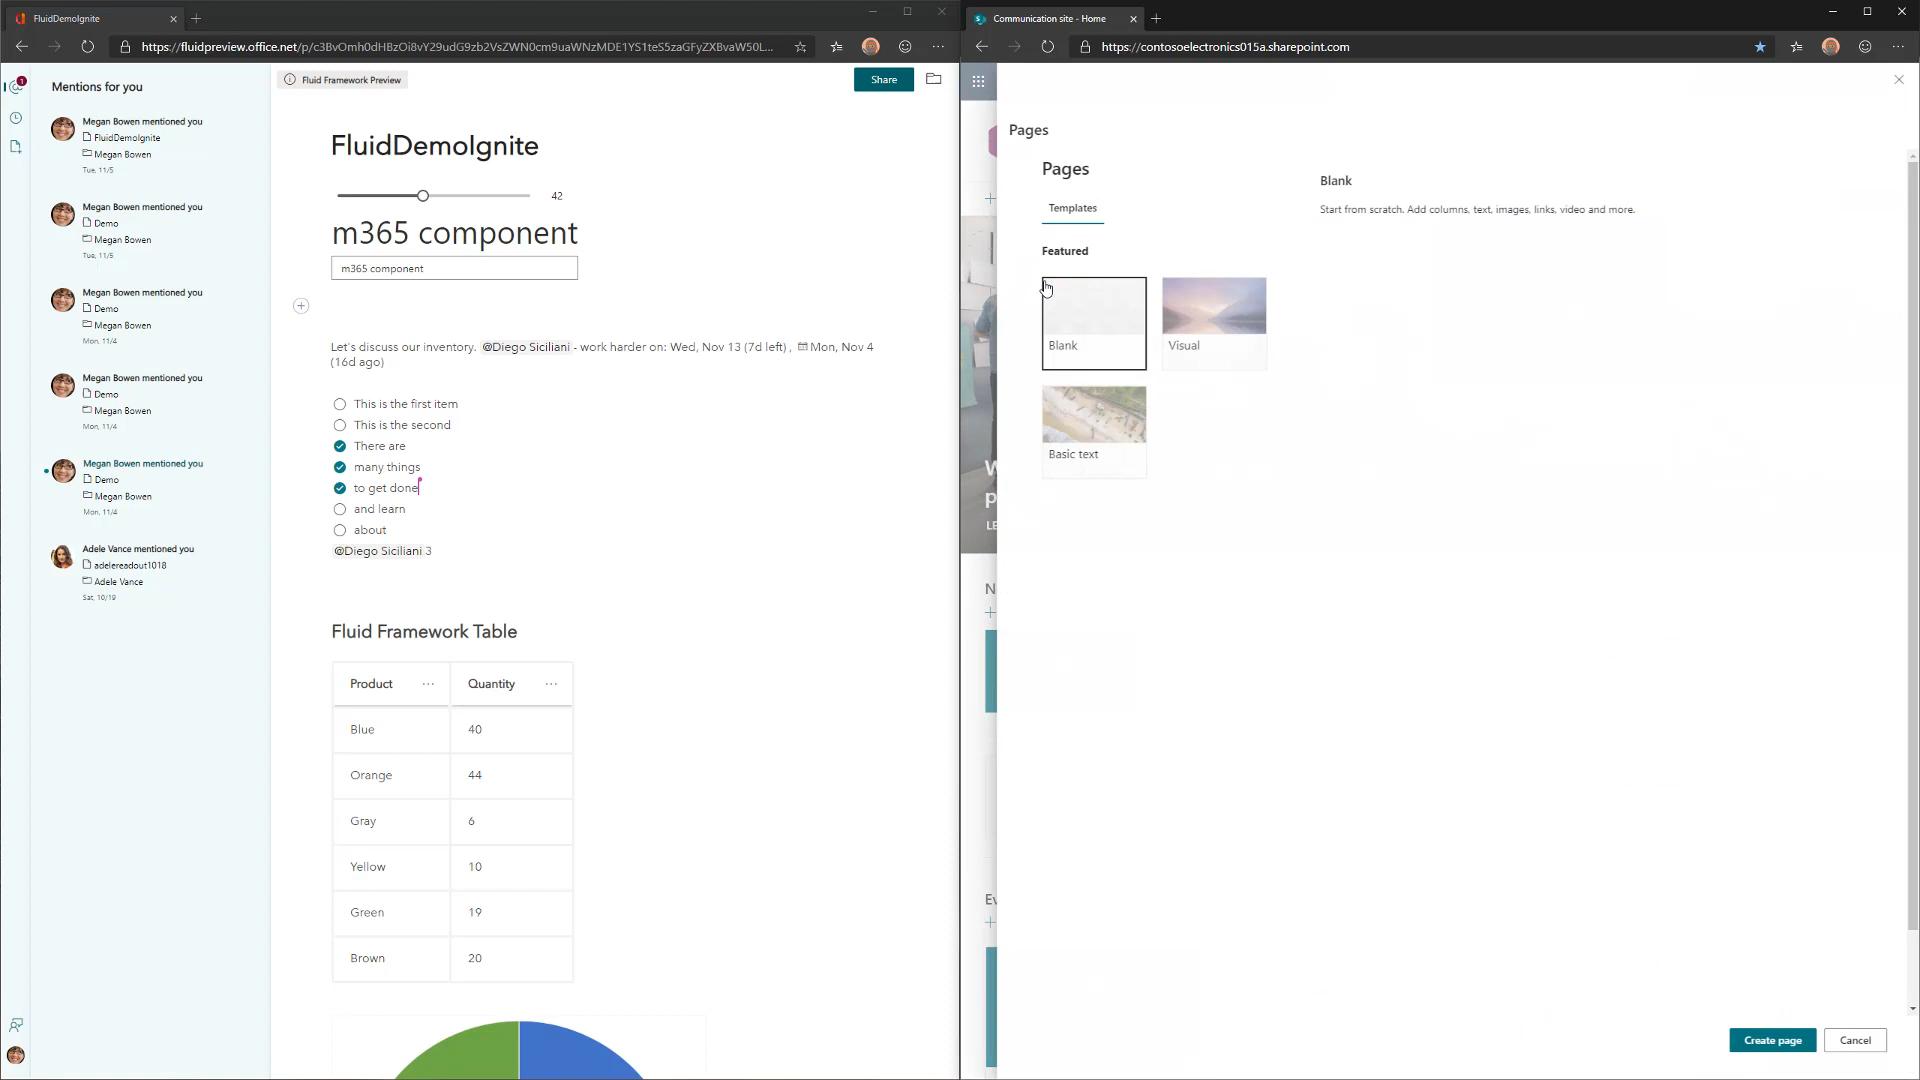 FluidDemoIgnite
https://fluidpreview.office.net/p/c3BvOmh0dHBzOi8vY29udG9zb2VsZWN0cm9uaWNzMDE1YS1teS5zaGFyZXBvaW50L...
Mentions for you
Megan Bowen mentioned you
FluidDemoIgnite
Megan Bowen
Tue, 11/5
Megan Bowen mentioned you
Demo
Megan Bowen
Tue, 11/5
Megan Bowen mentioned you
Demo
Megan Bowen
Mon, 11/4
Megan Bowen mentioned you
Demo
Megan Bowen
Mon, 11/4
Megan Bowen mentioned you
Demo
Megan Bowen
Mon, 11/4
Adele Vance mentioned you
adelereadout1018
Adele Vance
Sat, 10/19
1
Fluid Framework Preview
Share
FluidDemoIgnite
42
m365 component
m365 component
Let's discuss our inventory. @Diego Siciliani - work harder on: Wed, Nov 13 (7d left) , Mon, Nov 4
(16d ago)
This is the first item
This is the second
There are
many things
to get done
and learn
about
@Diego Siciliani 3
Fluid Framework Table
Product ... Quantity ...
Blue 40
Orange 44
Gray 6
Yellow 10
Green 19
Brown 20
Communication site - Home
https://contosoelectronics015a.sharepoint.com
Pages
Pages
Templates
Featured
Blank
Visual
Basic text
Blank
Start from scratch. Add columns, text, images, links, video and more.
W
p
LE
N
Ev
Create page
Cancel